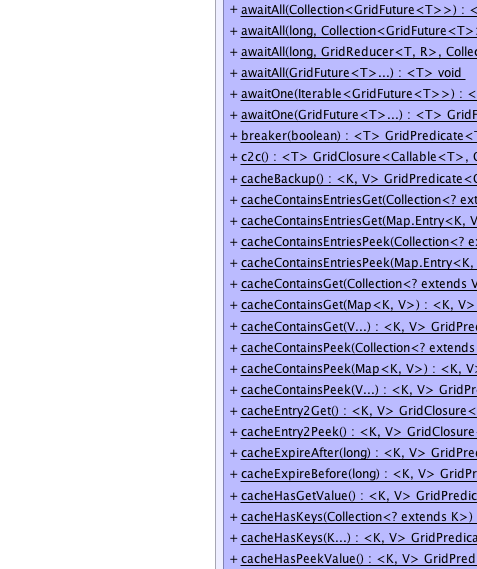 + awaitAll(Collection<GridFuture<T>>) : <
+ awaitAll(long, Collection<GridFuture<T>
+ awaitAll(long, GridReducer<T, R>, Collec
+ awaitAll(GridFuture<T>...) : <T> void
+ awaitOne(Iterable<GridFuture<T>>) : <
+ awaitOne(GridFuture<T>...) : <T> GridF
+ breaker(boolean) : <T> GridPredicate<T
+ c2c() : <T> GridClosure<Callable<T>, G
+ cacheBackup() : <K, V> GridPredicate<G
+ cacheContainsEntriesGet(Collection<? ext
+ cacheContainsEntriesGet(Map.Entry<K, V
+ cacheContainsEntriesPeek(Collection<? e
+ cacheContainsEntriesPeek(Map.Entry<K,
+ cacheContainsGet(Collection<? extends V
+ cacheContainsGet(Map<K, V>) : <K, V>
+ cacheContainsGet(V...) : <K, V> GridPre
+ cacheContainsPeek(Collection<? extends
+ cacheContainsPeek(Map<K, V>) : <K, V>
+ cacheContainsPeek(V...) : <K, V> GridPr
+ cacheEntry2Get() : <K, V> GridClosure<
+ cacheEntry2Peek() : <K, V> GridClosure
+ cacheExpireAfter(long) : <K, V> GridPre
+ cacheExpireBefore(long) : <K, V> GridPr
+ cacheHasGetValue() : <K, V> GridPredic
+ cacheHasKeys(Collection<? extends K>)
+ cacheHasKeys(K...) : <K, V> GridPredica
+ cacheHasPeekValue() : <K, V> GridPred